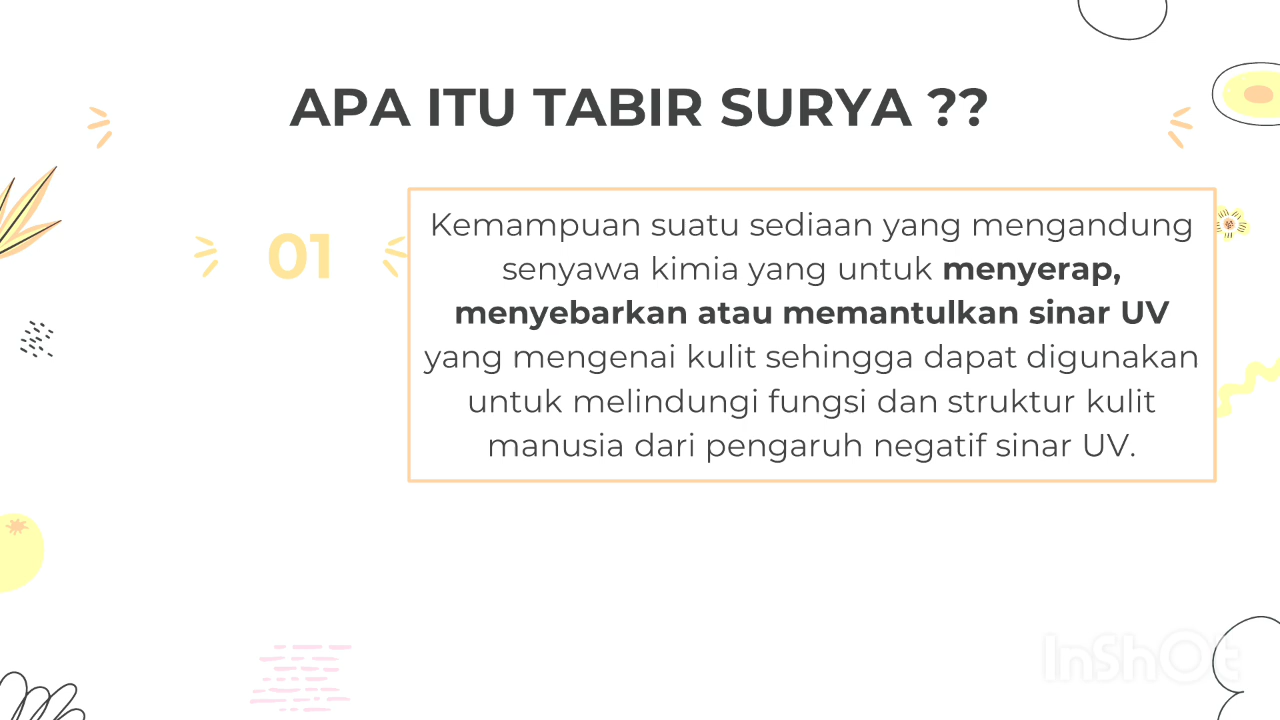 APA ITU TABIR SURYA ??
01
Kemampuan suatu sediaan yang mengandung
senyawa kimia yang untuk menyerap,
menyebarkan atau memantulkan sinar UV
yang mengenai kulit sehingga dapat digunakan
untuk melindungi fungsi dan struktur kulit
manusia dari pengaruh negatif sinar UV.
InShOt